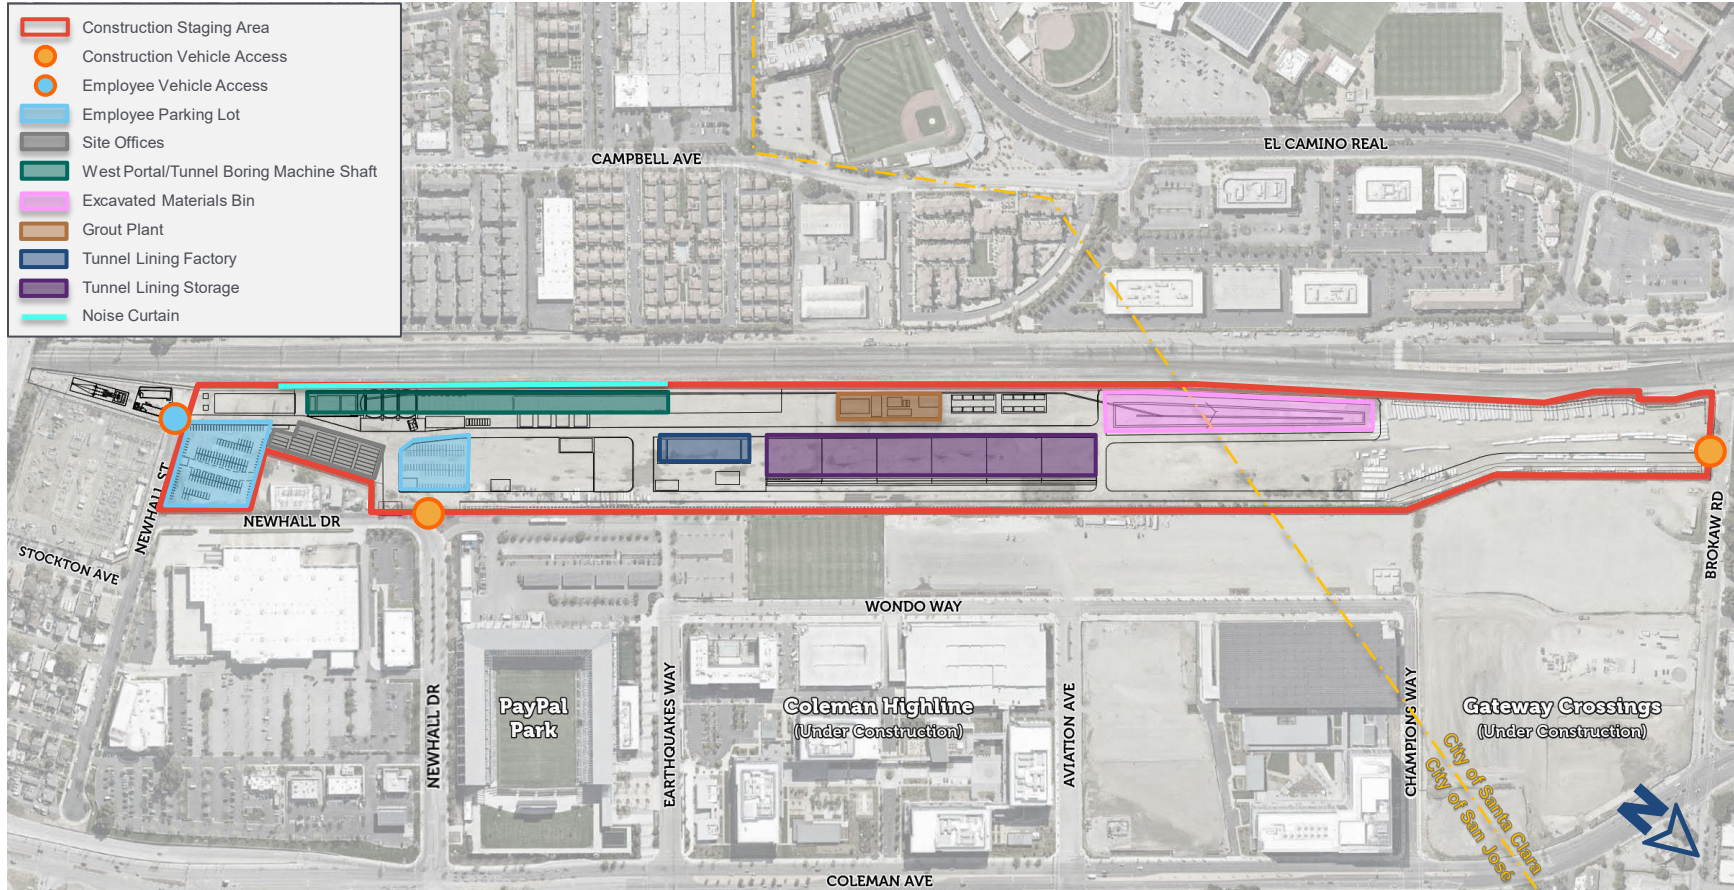 Construction Staging Area
Construction Vehicle Access
Employee Vehicle Access
Employee Parking Lot
Site Offices
West Portal/Tunnel Boring Machine Shaft
Excavated Materials Bin
Grout Plant
Tunnel Lining Factory
Tunnel Lining Storage
Noise Curtain
CAMPBELL AVE
EL CAMINO REAL
NEWHALL ST
NEWHALL DR
STOCKTON AVE
BROKAW RD
WONDO WAY
NEWHALL DR
PayPal
Park
EARTHQUAKES WAY
Coleman Highline
(Under Construction)
AVIATION AVE
CHAMPIONS WAY
Gateway Crossings
(Under Construction)
City of Santa Clara
City of San José
N
COLEMAN AVE